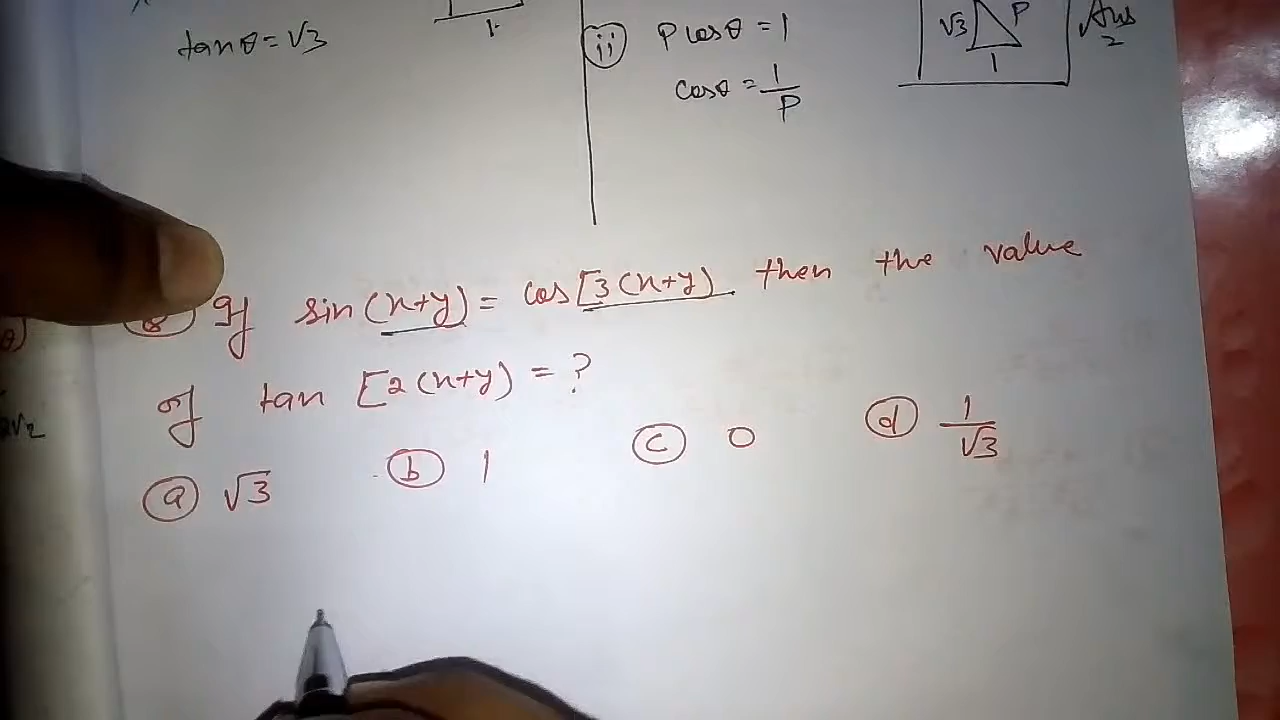 tanθ = √3
1
(ii) P cosθ = 1
cosθ = 1/P
√3 P
1
Ans
2
If sin(x+y) = cos[3(x+y) then the value
of tan [2(x+y) = ?
(a) √3 (b) 1 (c) 0 (d) 1/√3